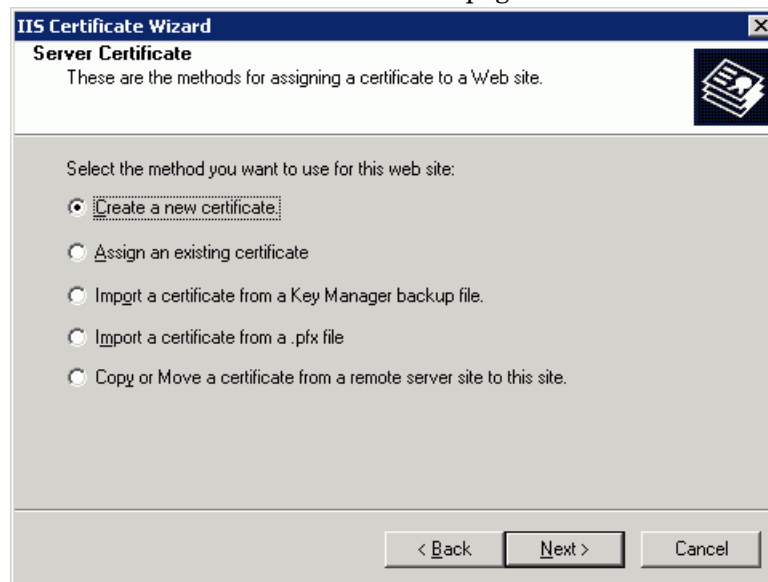 IIS Certificate Wizard
Server Certificate
These are the methods for assigning a certificate to a Web site.
Select the method you want to use for this web site:
Create a new certificate.
Assign an existing certificate
Import a certificate from a Key Manager backup file.
Import a certificate from a .pfx file
Copy or Move a certificate from a remote server site to this site.
< Back Next > Cancel